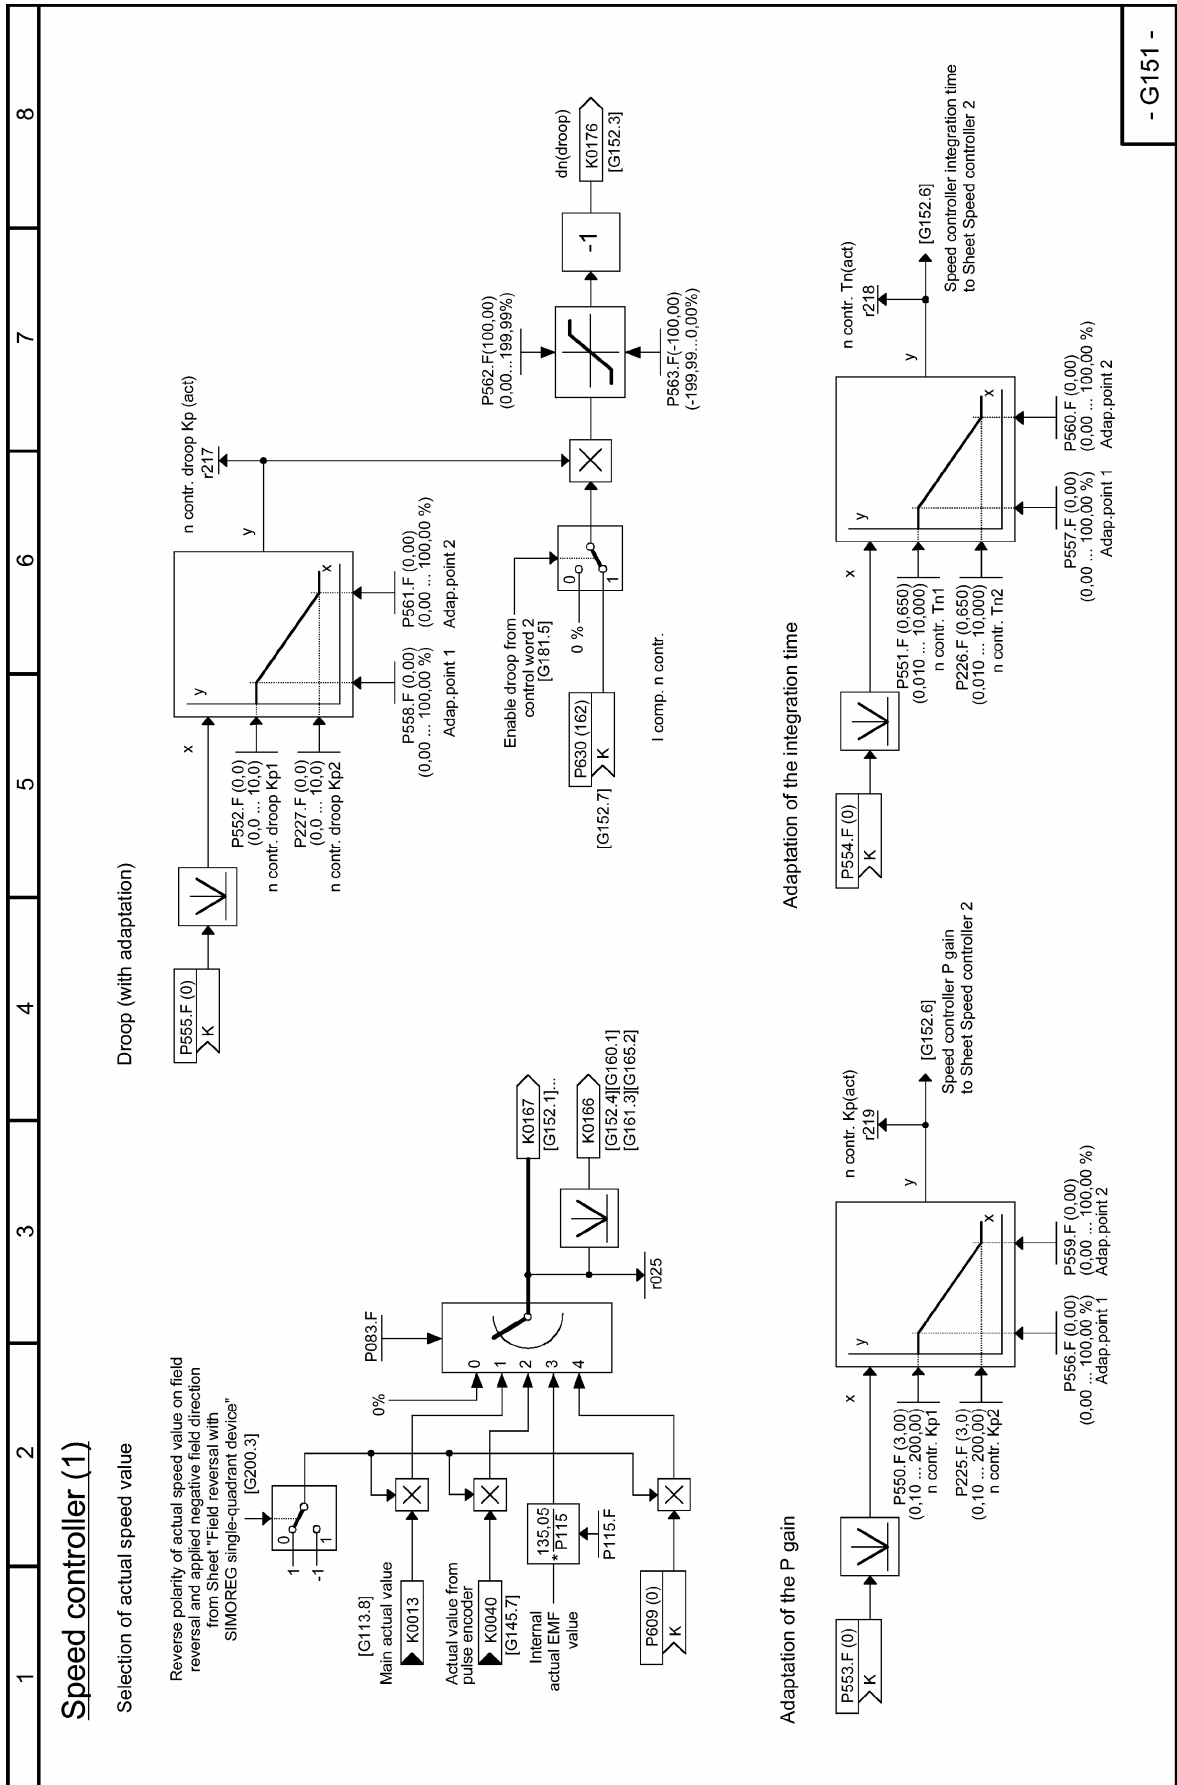 Speed controller (1)
Selection of actual speed value
Reverse polarity of actual speed value on field
reversal and applied negative field direction
from Sheet "Field reversal with
SIMOREG single-quadrant device"
[G200.3]
1
-1
0
1
[G113.8]
Main actual value
K0013
Actual value from
pulse encoder
K0040
[G145.7]
Internal
actual EMF
value
135,05
* P115
P115.F
P609 (0)
K
0%
P083.F
0
1
2
3
4
r025
K0167
[G152.1]...
K0166
[G152.4][G160.1]
[G161.3][G165.2]
Droop (with adaptation)
P555.F (0)
K
x
P552.F (0,0)
(0,0 ... 10,0)
n contr. droop Kp1
P227.F (0,0)
(0,0 ... 10,0)
n contr. droop Kp2
y
x
P558.F (0,00)
(0,00 ... 100,00 %)
Adap.point 1
P561.F (0,00)
(0,00 ... 100,00 %)
Adap.point 2
y
n contr. droop Kp (act)
r217
Enable droop from
control word 2
[G181.5]
0 %
0
1
P630 (162)
K
[G152.7]
I comp. n contr.
P562.F(100,00)
(0,00...199,99%)
P563.F(-100,00)
(-199,99...0,00%)
-1
dn(droop)
K0176
[G152.3]
Adaptation of the P gain
P553.F (0)
K
x
P550.F (3,00)
(0,10 ... 200,00)
n contr. Kp1
P225.F (3,0)
(0,10 ... 200,00)
n contr. Kp2
y
x
P556.F (0,00)
(0,00 ... 100,00 %)
Adap.point 1
P559.F (0,00)
(0,00 ... 100,00 %)
Adap.point 2
y
n contr. Kp(act)
r219
[G152.6]
Speed controller P gain
to Sheet Speed controller 2
Adaptation of the integration time
P554.F (0)
K
x
P551.F (0,650)
(0,010 ... 10,000)
n contr. Tn1
P226.F (0,650)
(0,010 ... 10,000)
n contr. Tn2
y
x
P557.F (0,00)
(0,00 ... 100,00 %)
Adap.point 1
P560.F (0,00)
(0,00 ... 100,00 %)
Adap.point 2
y
n contr. Tn(act)
r218
[G152.6]
Speed controller integration time
to Sheet Speed controller 2
1
2
3
4
5
6
7
8
- G151 -